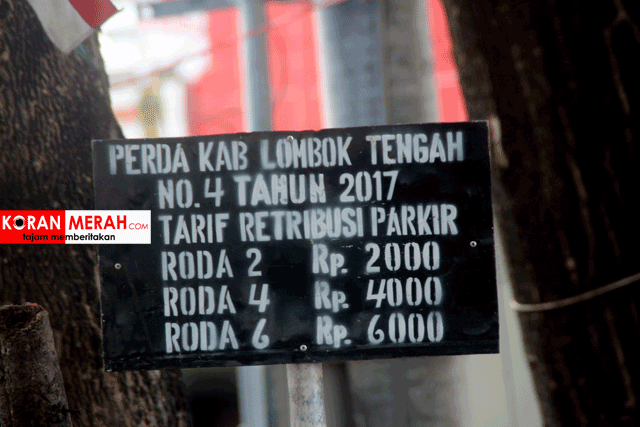 PERDA KAB LOMBOK TENGAH
NO. 4 TAHUN 2017
TARIF RETRIBUSI PARKIR
RODA 2 Rp. 2000
RODA 4 Rp. 4000
RODA 6 Rp. 6000
KORAN MERAH.COM
tajam memberitakan